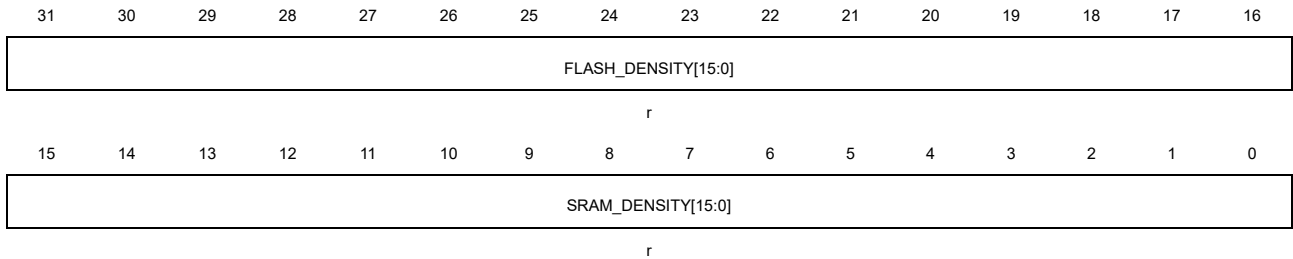 31 30 29 28 27 26 25 24 23 22 21 20 19 18 17 16
FLASH_DENSITY[15:0]
r
15 14 13 12 11 10 9 8 7 6 5 4 3 2 1 0
SRAM_DENSITY[15:0]
r